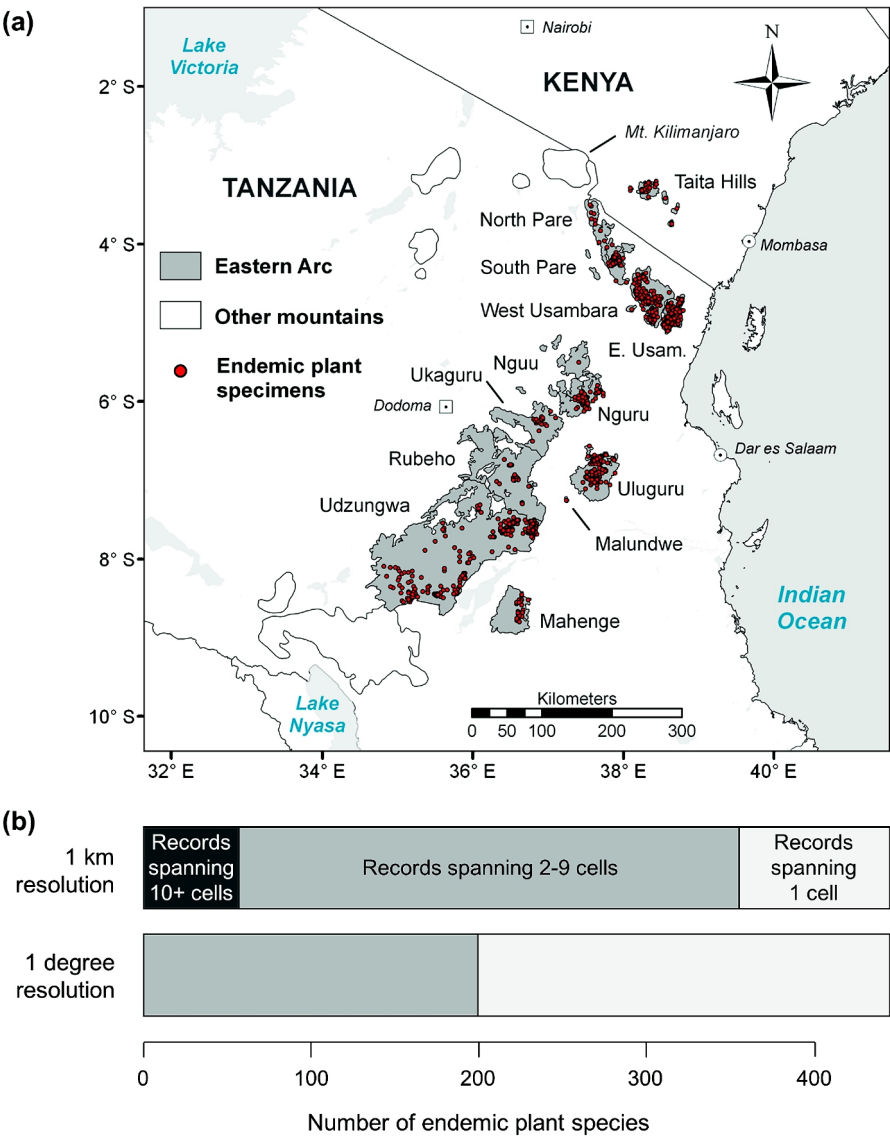 (a)
Nairobi
N
Lake
Victoria
KENYA
2° S
Mt. Kilimanjaro
TANZANIA
Taita Hills
North Pare
4° S
Mombasa
Eastern Arc
South Pare
Other mountains
West Usambara
E. Usam.
Endemic plant
specimens
Nguu
Ukaguru
Dodoma
6° S
Nguru
Dar es Salaam
Rubeho
Uluguru
Udzungwa
Malundwe
8° S
Indian
Ocean
Mahenge
Kilometers
0 50 100 200 300
Lake
Nyasa
10° S
32° E 34° E 36° E 38° E 40° E
(b)
1 km
resolution
Records
spanning
10+ cells
Records spanning 2-9 cells
Records
spanning
1 cell
1 degree
resolution
0 100 200 300 400
Number of endemic plant species